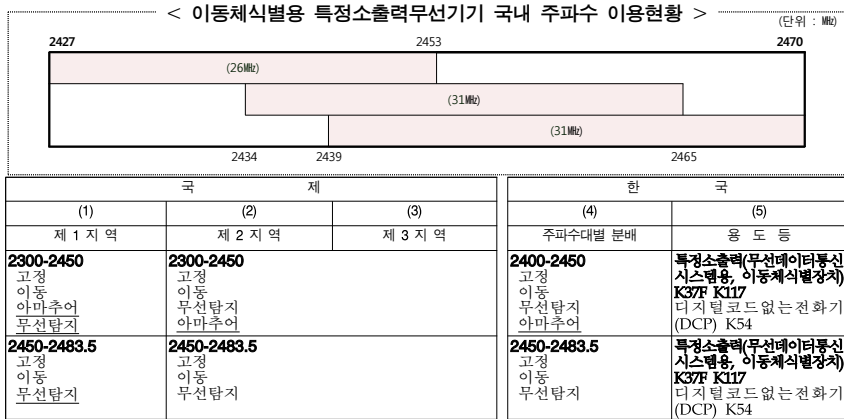 < 이동체식별용 특정소출력무선기기 국내 주파수 이용현황 >
(단위 : ㎒)
2427 2453 2470
(26㎒)
(31㎒)
(31㎒)
2434 2439 2465
국 제 한 국
(1) (2) (3) (4) (5)
제 1 지 역 제 2 지 역 제 3 지 역 주파수대별 분배 용 도 등
2300-2450
고정
이동
아마추어
무선탐지
2300-2450
고정
이동
무선탐지
아마추어
2400-2450
고정
이동
무선탐지
아마추어
특정소출력(무선데이터통신
시스템용, 이동체식별장치)
K37F K117
디지털코드없는전화기
(DCP) K54
2450-2483.5
고정
이동
무선탐지
2450-2483.5
고정
이동
무선탐지
2450-2483.5
고정
이동
무선탐지
특정소출력(무선데이터통신
시스템용, 이동체식별장치)
K37F K117
디지털코드없는전화기
(DCP) K54